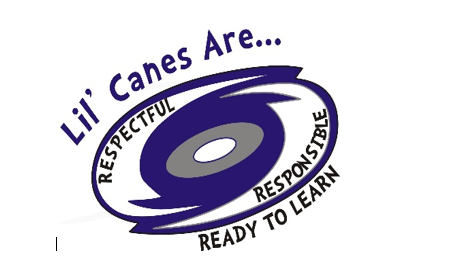 Lil' Canes Are...
RESPECTFUL
RESPONSIBLE
READY TO LEARN